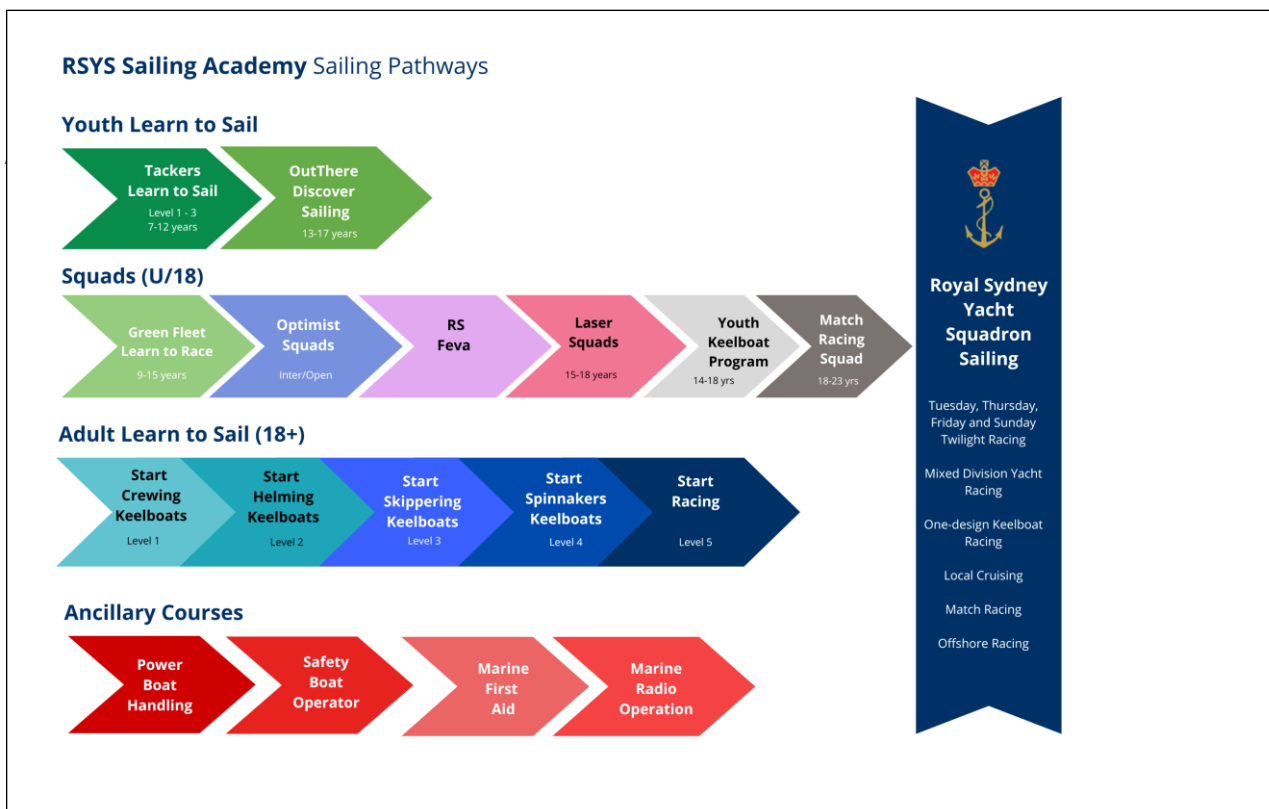 RSYS Sailing Academy Sailing Pathways
Youth Learn to Sail
Tackers
Learn to Sail
Level 1 - 3
7-12 years
OutThere
Discover
Sailing
13-17 years
Squads (U/18)
Green Fleet
Learn to Race
9-15 years
Optimist
Squads
Inter/Open
RS
Feva
Laser
Squads
15-18 years
Youth
Keelboat
Program
14-18 yrs
Match
Racing
Squad
18-23 yrs
Adult Learn to Sail (18+)
Start
Crewing
Keelboats
Level 1
Start
Helming
Keelboats
Level 2
Start
Skippering
Keelboats
Level 3
Start
Spinnakers
Keelboats
Level 4
Start
Racing
Level 5
Ancillary Courses
Power
Boat
Handling
Safety
Boat
Operator
Marine
First
Aid
Marine
Radio
Operation
Royal Sydney
Yacht
Squadron
Sailing
Tuesday, Thursday,
Friday and Sunday
Twilight Racing
Mixed Division Yacht
Racing
One-design Keelboat
Racing
Local Cruising
Match Racing
Offshore Racing